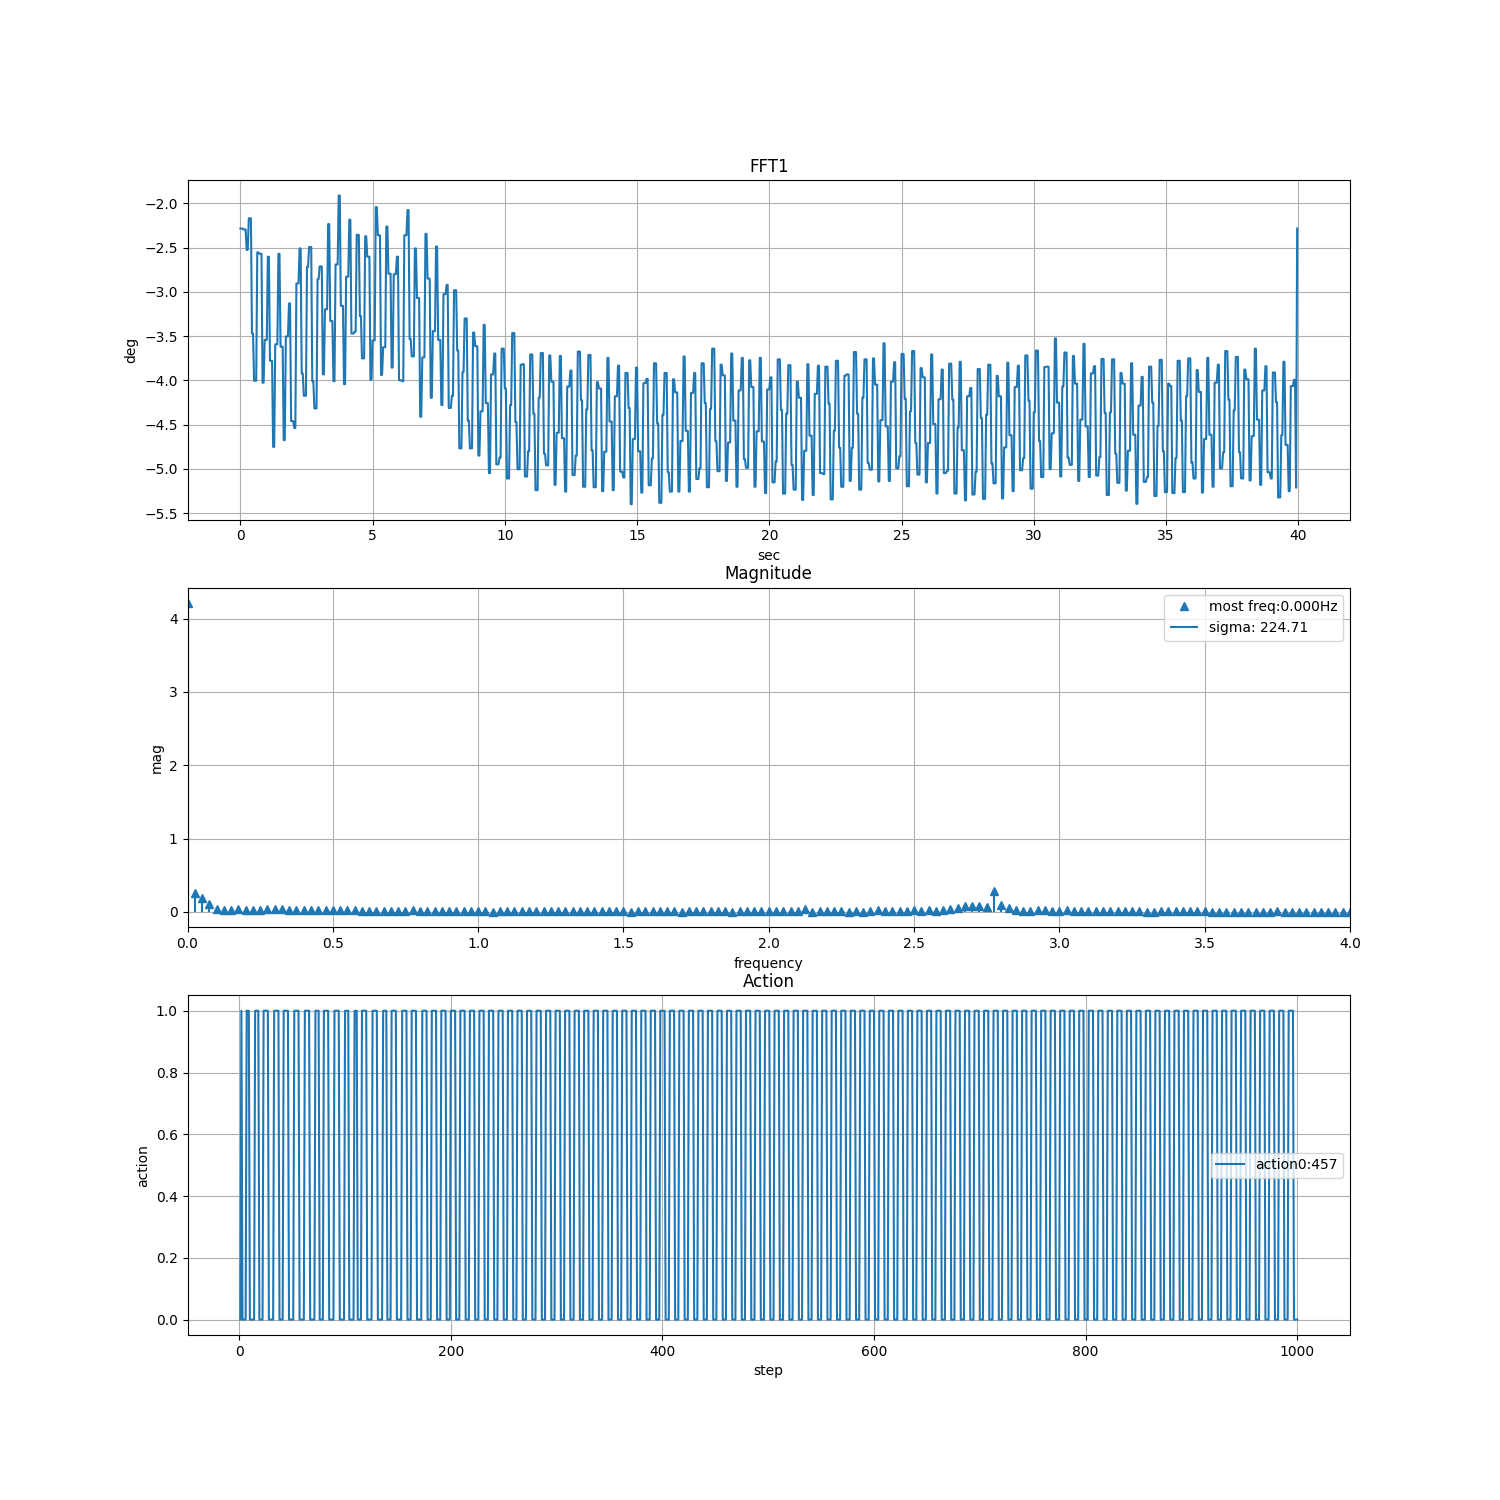 FFT1
deg
−2.0
−2.5
−3.0
−3.5
−4.0
−4.5
−5.0
−5.5
0 5 10 15 20 25 30 35 40
sec
Magnitude
mag
4
3
2
1
0
most freq:0.000Hz
sigma: 224.71
0.0 0.5 1.0 1.5 2.0 2.5 3.0 3.5 4.0
frequency
Action
action
1.0
0.8
0.6
0.4
0.2
0.0
action0:457
0 200 400 600 800 1000
step